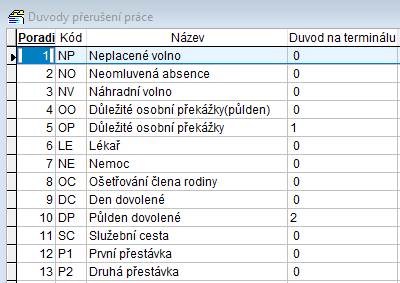 Duvody přerušení práce
Poradi Kód Název Duvod na terminálu
1 NP Neplacené volno 0
2 NO Neomluvená absence 0
3 NV Náhradní volno 0
4 OO Důležité osobní překážky(půlden) 0
5 OP Důležité osobní překážky 1
6 LE Lékař 0
7 NE Nemoc 0
8 OC Ošetřování člena rodiny 0
9 DC Den dovolené 0
10 DP Půlden dovolené 2
11 SC Služební cesta 0
12 P1 První přestávka 0
13 P2 Druhá přestávka 0